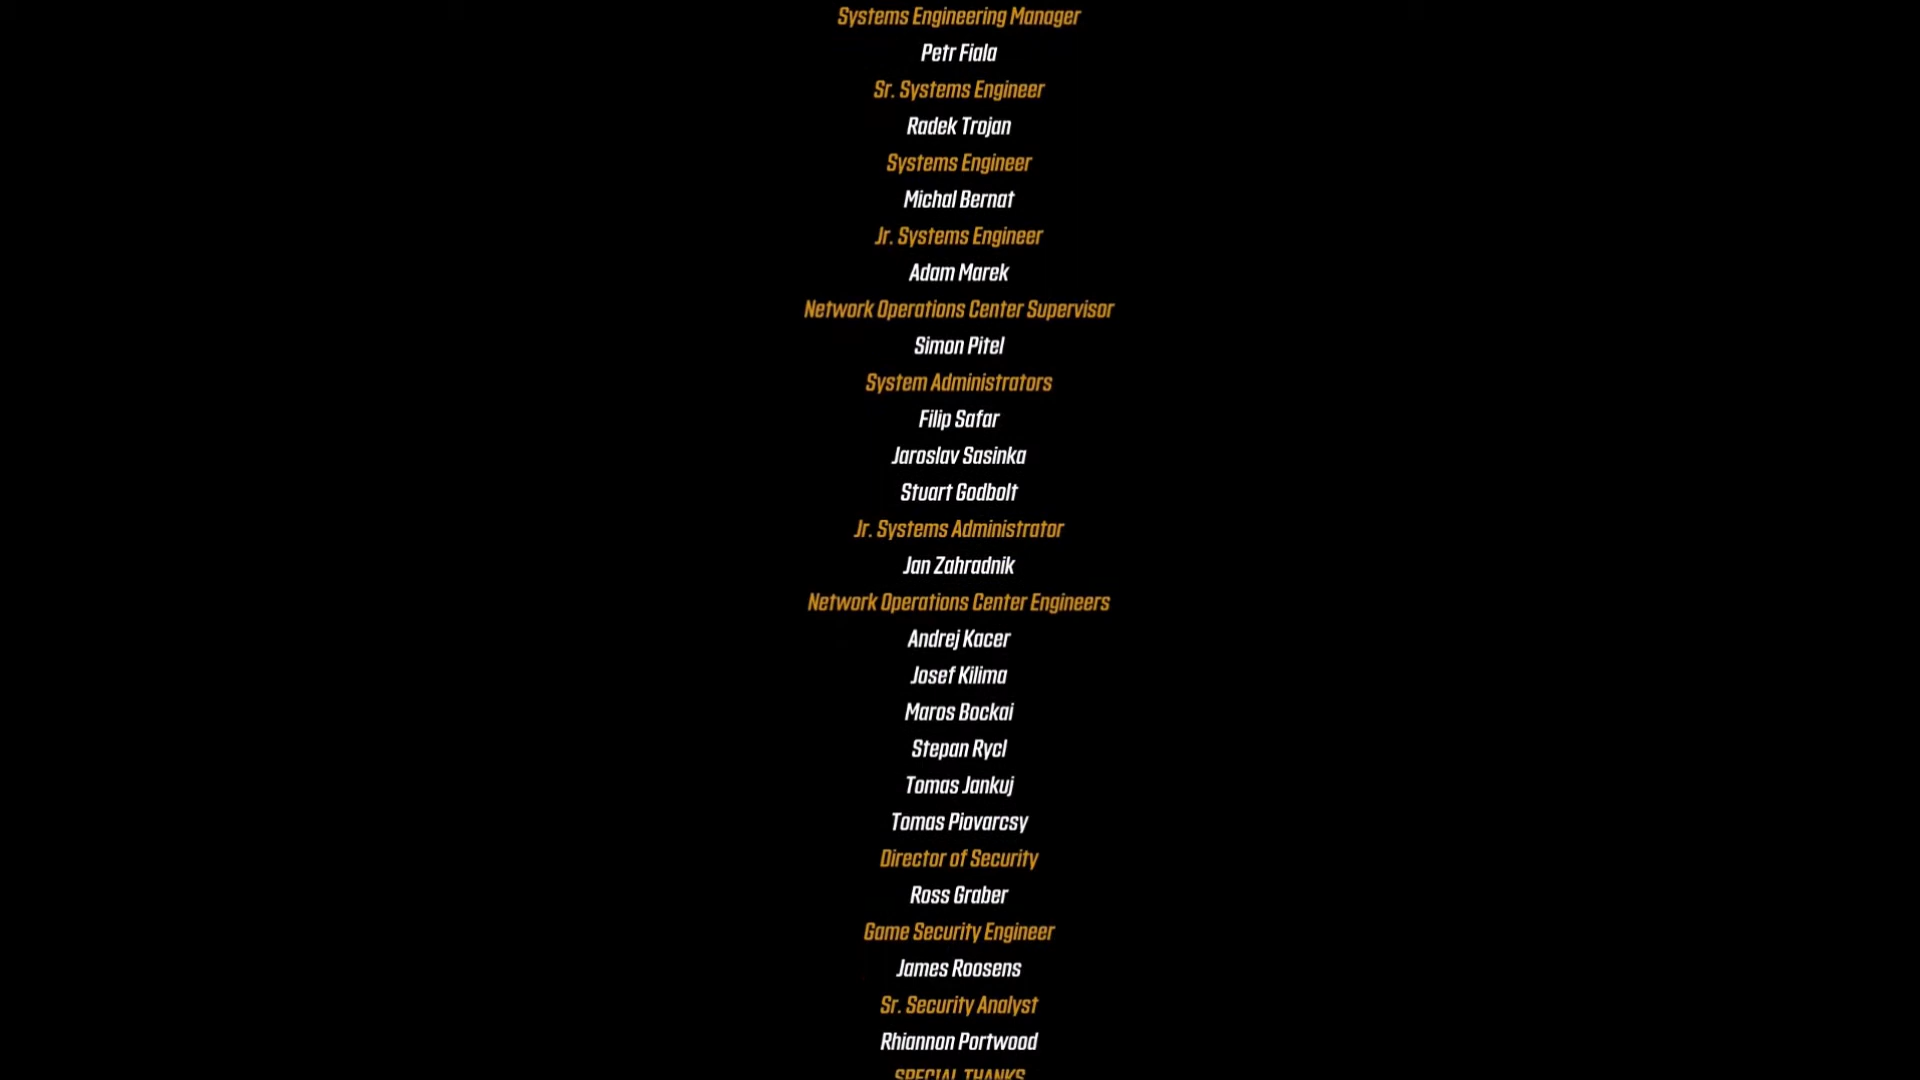 Systems Engineering Manager
Petr Fiala
Sr. Systems Engineer
Radek Trojan
Systems Engineer
Michal Bernat
Jr. Systems Engineer
Adam Marek
Network Operations Center Supervisor
Simon Pitel
System Administrators
Filip Safar
Jaroslav Sasinka
Stuart Godbolt
Jr. Systems Administrator
Jan Zahradnik
Network Operations Center Engineers
Andrej Kacer
Josef Kilima
Maros Bockai
Stepan Rycl
Tomas Jankuj
Tomas Piovarcsy
Director of Security
Ross Graber
Game Security Engineer
James Roosens
Sr. Security Analyst
Rhiannon Portwood
SPECIAL THANKS